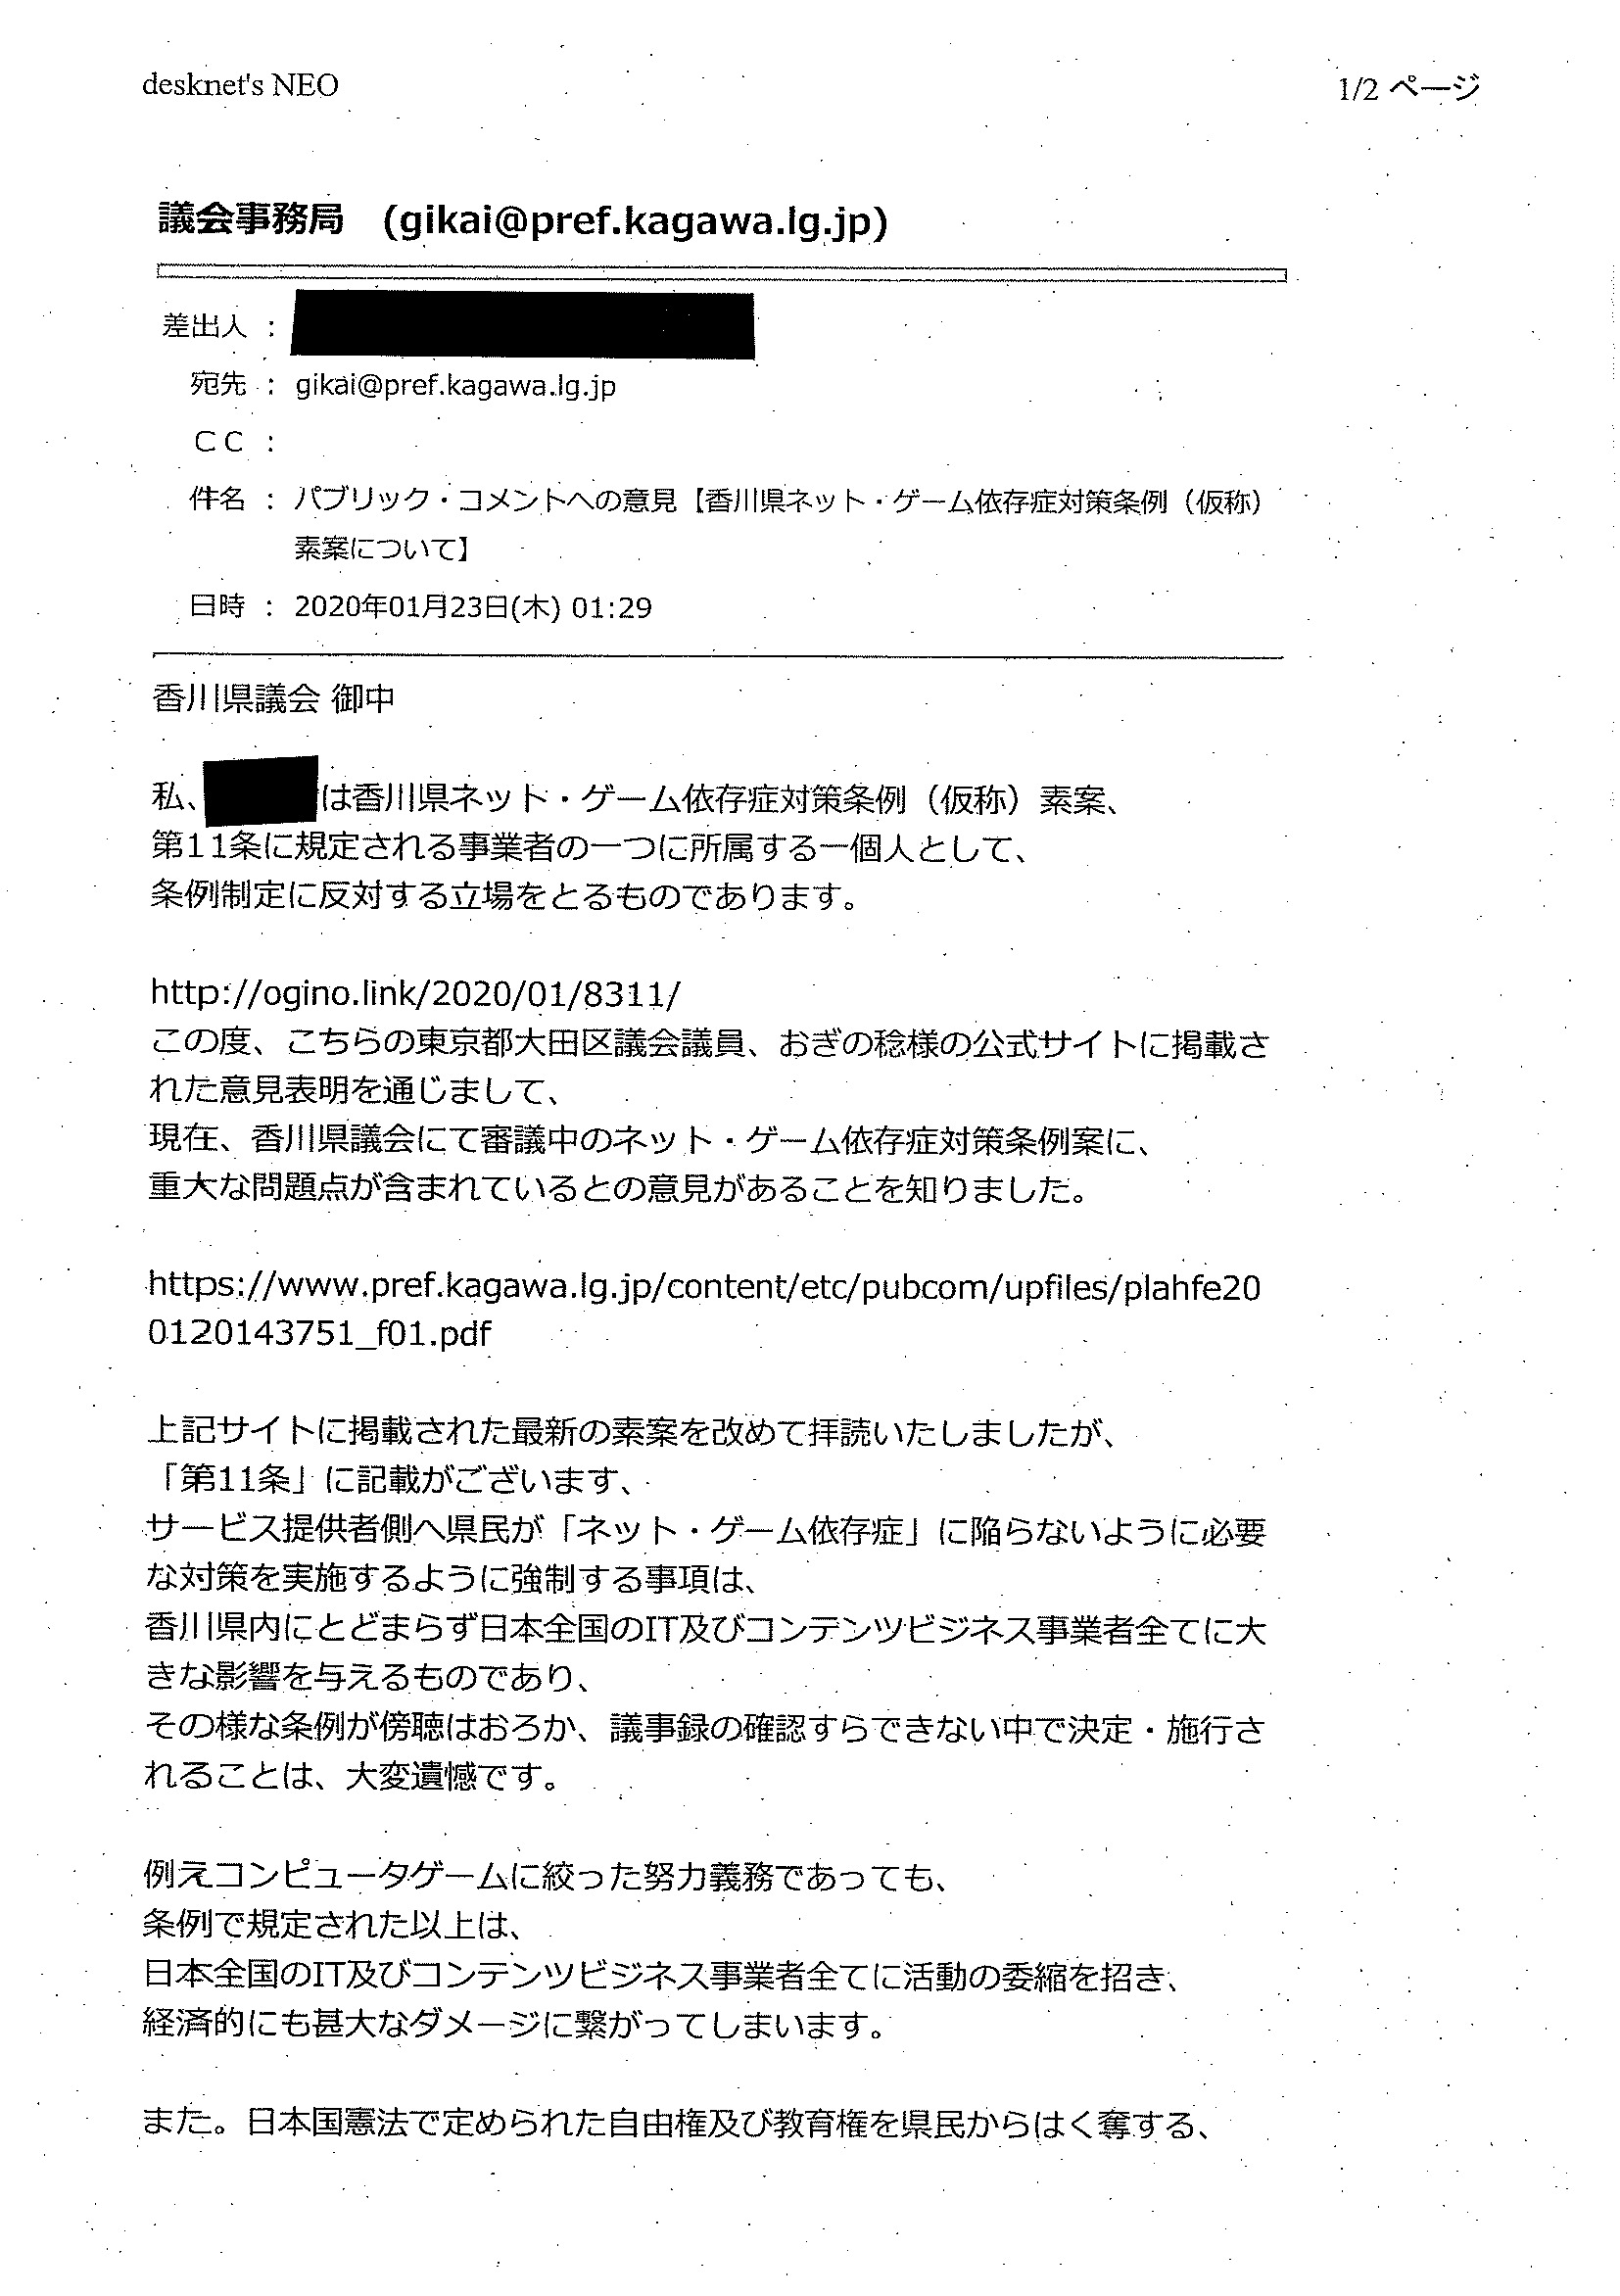 desknet's NEO
1/2 ページ
議会事務局　(gikai@pref.kagawa.lg.jp)
差出人 ：
宛先 ： gikai@pref.kagawa.lg.jp
ＣＣ ：
件名 ： パブリック・コメントへの意見【香川県ネット・ゲーム依存症対策条例（仮称）
素案について】
日時 ： 2020年01月23日(木) 01:29
香川県議会 御中
私、は香川県ネット・ゲーム依存症対策条例（仮称）素案、
第11条に規定される事業者の一つに所属する一個人として、
条例制定に反対する立場をとるものであります。
http://ogino.link/2020/01/8311/
この度、こちらの東京都大田区議会議員、おぎの稔様の公式サイトに掲載さ
れた意見表明を通じまして、
現在、香川県議会にて審議中のネット・ゲーム依存症対策条例案に、
重大な問題点が含まれているとの意見があることを知りました。
https://www.pref.kagawa.lg.jp/content/etc/pubcom/upfiles/plahfe20
0120143751_f01.pdf
上記サイトに掲載された最新の素案を改めて拝読いたしましたが、
「第11条」に記載がございます、
サービス提供者側へ県民が「ネット・ゲーム依存症」に陥らないように必要
な対策を実施するように強制する事項は、
香川県内にとどまらず日本全国のIT及びコンテンツビジネス事業者全てに大
きな影響を与えるものであり、
その様な条例が傍聴はおろか、議事録の確認すらできない中で決定・施行さ
れることは、大変遺憾です。
例えコンピュータゲームに絞った努力義務であっても、
条例で規定された以上は、
日本全国のIT及びコンテンツビジネス事業者全てに活動の委縮を招き、
経済的にも甚大なダメージに繋がってしまいます。
また。日本国憲法で定められた自由権及び教育権を県民からはく奪する、